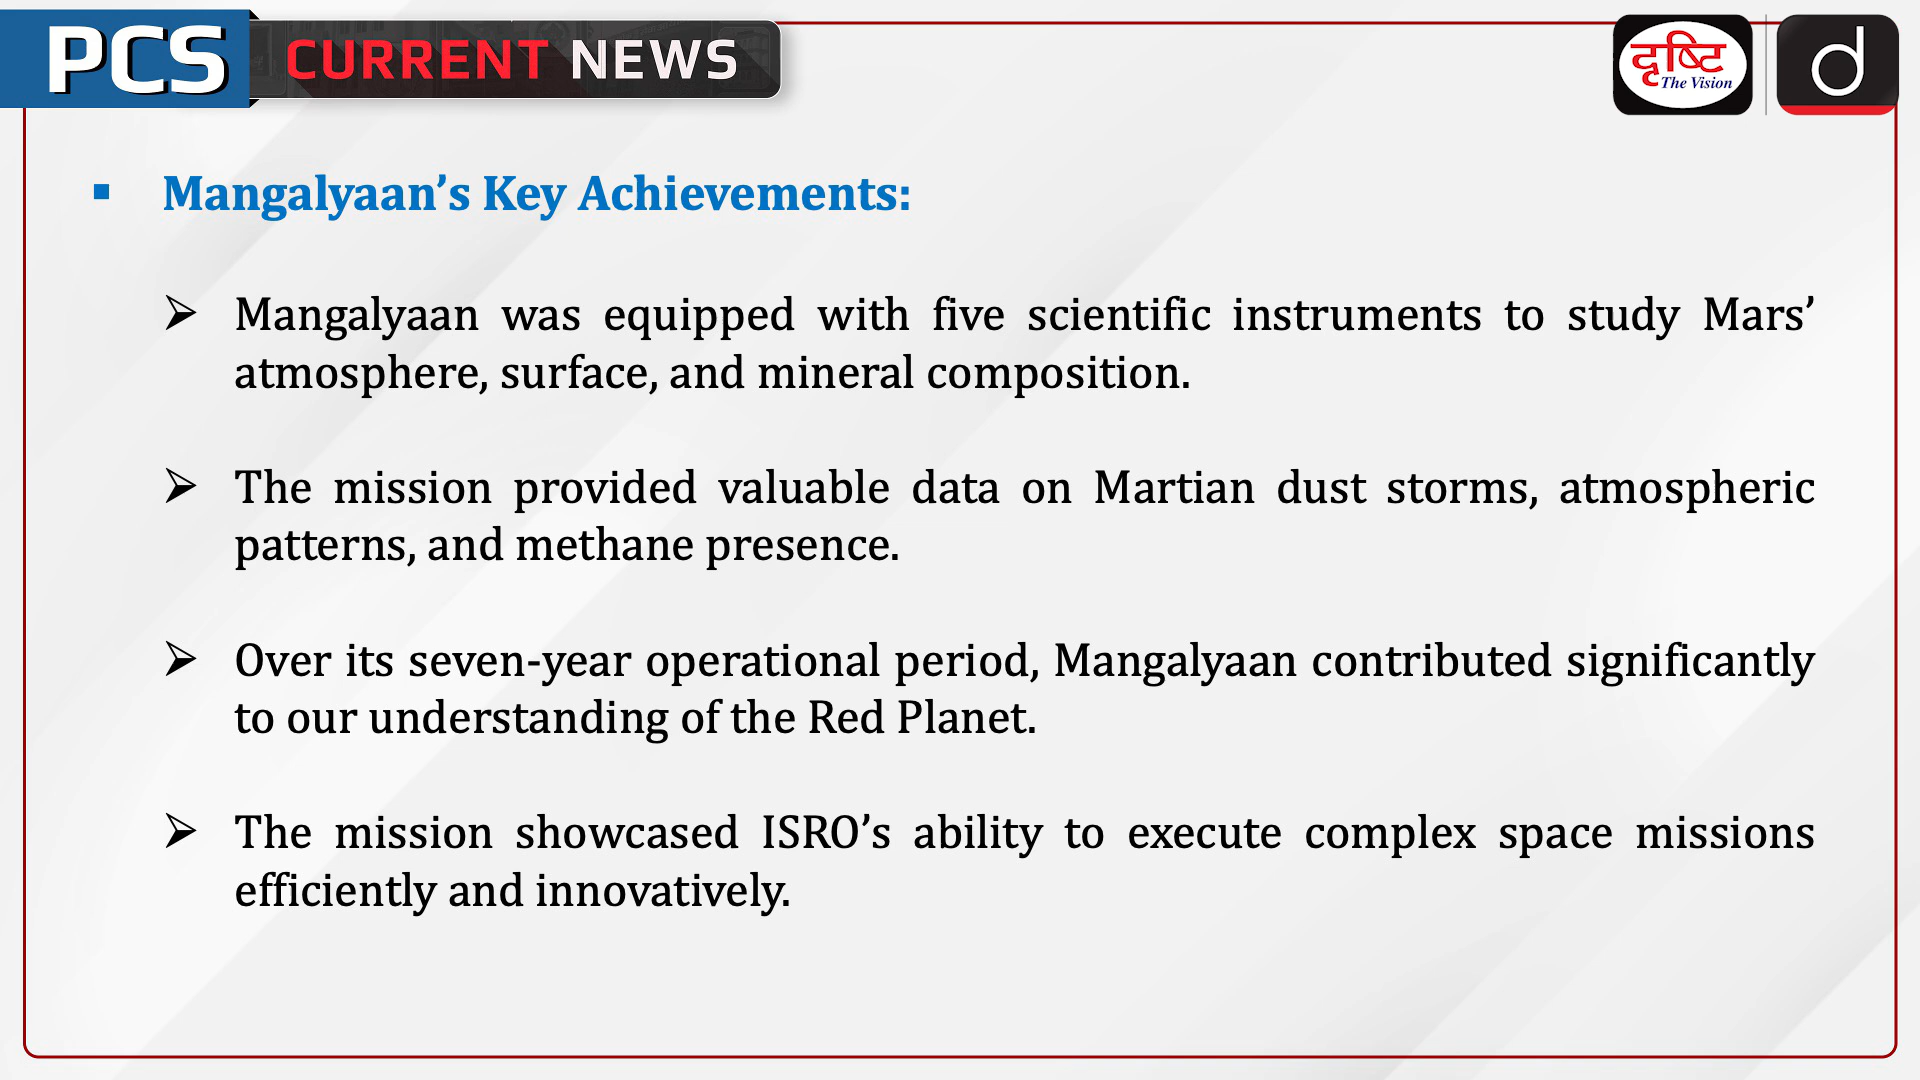 PCS CURRENT NEWS
दृष्टि
The Vision
d
▪ Mangalyaan’s Key Achievements:
➢ Mangalyaan was equipped with five scientific instruments to study Mars’
atmosphere, surface, and mineral composition.
➢ The mission provided valuable data on Martian dust storms, atmospheric
patterns, and methane presence.
➢ Over its seven-year operational period, Mangalyaan contributed significantly
to our understanding of the Red Planet.
➢ The mission showcased ISRO’s ability to execute complex space missions
efficiently and innovatively.